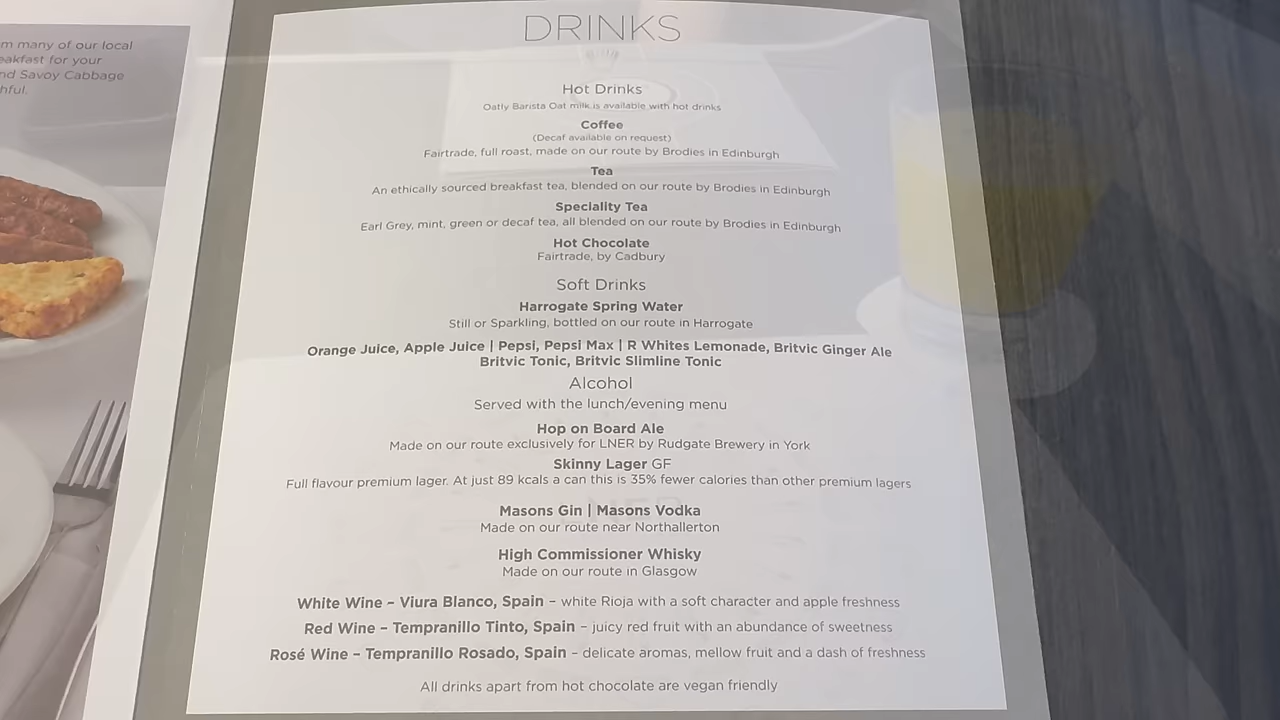 m many of our local
eakfast for your
nd Savoy Cabbage
hful.
DRINKS
Hot Drinks
Oatly Barista Oat milk is available with hot drinks
Coffee
(Decaf available on request)
Fairtrade, full roast, made on our route by Brodies in Edinburgh
Tea
An ethically sourced breakfast tea, blended on our route by Brodies in Edinburgh
Speciality Tea
Earl Grey, mint, green or decaf tea, all blended on our route by Brodies in Edinburgh
Hot Chocolate
Fairtrade, by Cadbury
Soft Drinks
Harrogate Spring Water
Still or Sparkling, bottled on our route in Harrogate
Orange Juice, Apple Juice | Pepsi, Pepsi Max | R Whites Lemonade, Britvic Ginger Ale
Britvic Tonic, Britvic Slimline Tonic
Alcohol
Served with the lunch/evening menu
Hop on Board Ale
Made on our route exclusively for LNER by Rudgate Brewery in York
Skinny Lager GF
Full flavour premium lager. At just 89 kcals a can this is 35% fewer calories than other premium lagers
LNER
Masons Gin | Masons Vodka
Made on our route near Northallerton
High Commissioner Whisky
Made on our route in Glasgow
White Wine – Viura Blanco, Spain – white Rioja with a soft character and apple freshness
Red Wine – Tempranillo Tinto, Spain – juicy red fruit with an abundance of sweetness
Rosé Wine – Tempranillo Rosado, Spain – delicate aromas, mellow fruit and a dash of freshness
All drinks apart from hot chocolate are vegan friendly